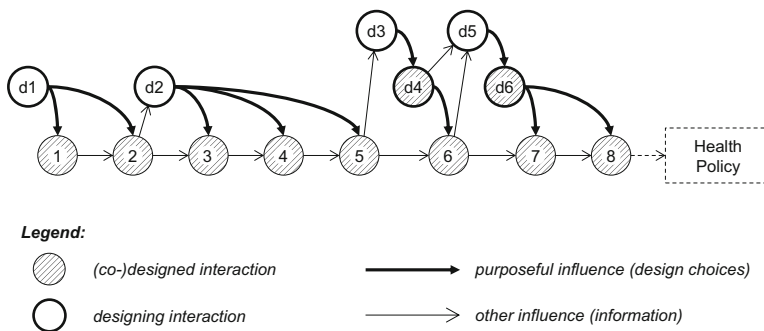 d3
d5
d1
d2
d4
d6
1
2
3
4
5
6
7
8
Health
Policy
Legend:
(co-)designed interaction
purposeful influence (design choices)
designing interaction
other influence (information)